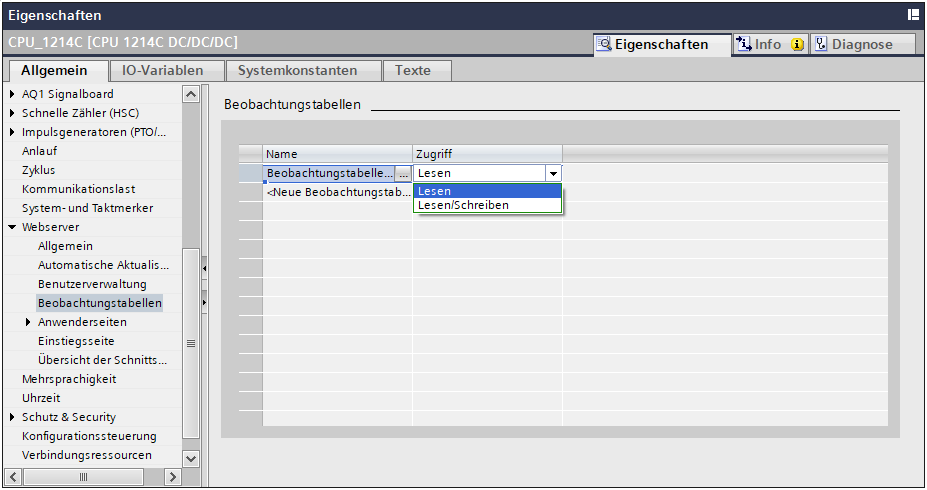 Eigenschaften
CPU_1214C [CPU 1214C DC/DC/DC]
Eigenschaften
Info
Diagnose
Allgemein
IO-Variablen
Systemkonstanten
Texte
AQ1 Signalboard
Schnelle Zähler (HSC)
Impulsgeneratoren (PTO/...
Anlauf
Zyklus
Kommunikationslast
System- und Taktmerker
Webserver
Allgemein
Automatische Aktualis...
Benutzerverwaltung
Beobachtungstabellen
Anwenderseiten
Einstiegsseite
Übersicht der Schnitts...
Mehrsprachigkeit
Uhrzeit
Schutz & Security
Konfigurationssteuerung
Verbindungsressourcen
Beobachtungstabellen
Name Zugriff
Beobachtungstabelle... ... Lesen
<Neue Beobachtungstab...
Lesen
Lesen/Schreiben